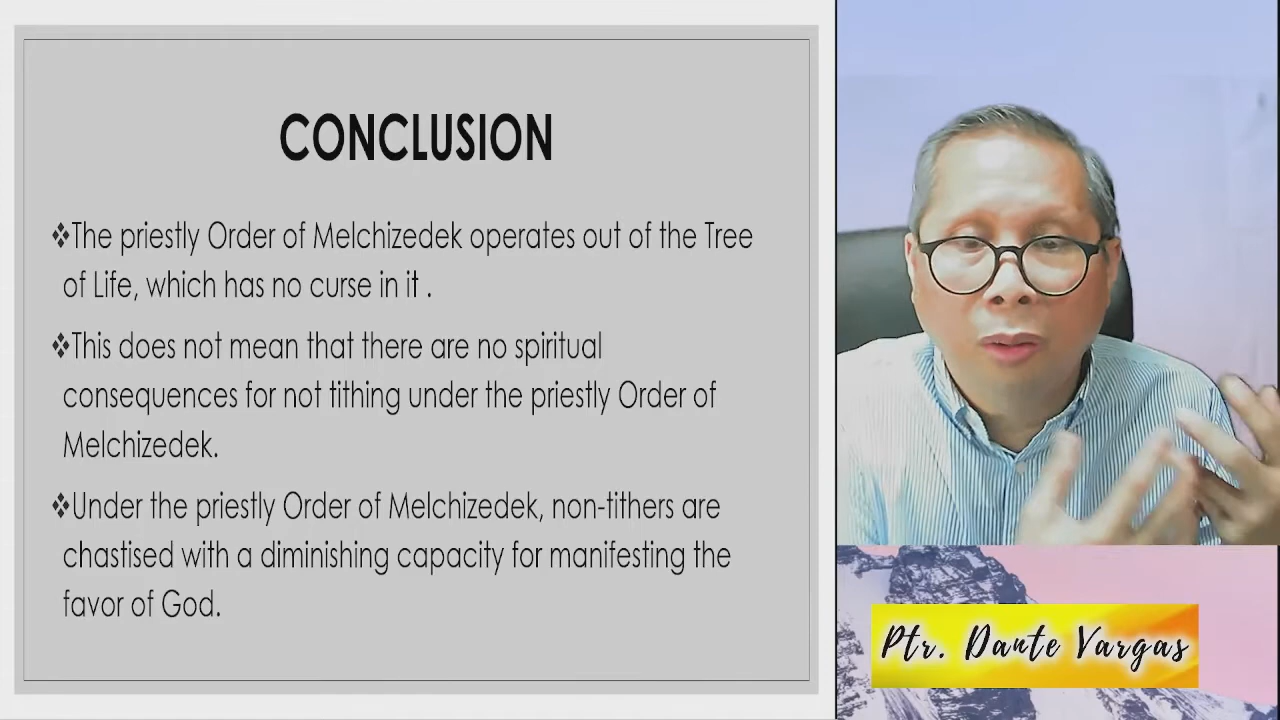 CONCLUSION
❖The priestly Order of Melchizedek operates out of the Tree
of Life, which has no curse in it .
❖This does not mean that there are no spiritual
consequences for not tithing under the priestly Order of
Melchizedek.
❖Under the priestly Order of Melchizedek, non-tithers are
chastised with a diminishing capacity for manifesting the
favor of God.
Ptr. Dante Vargas